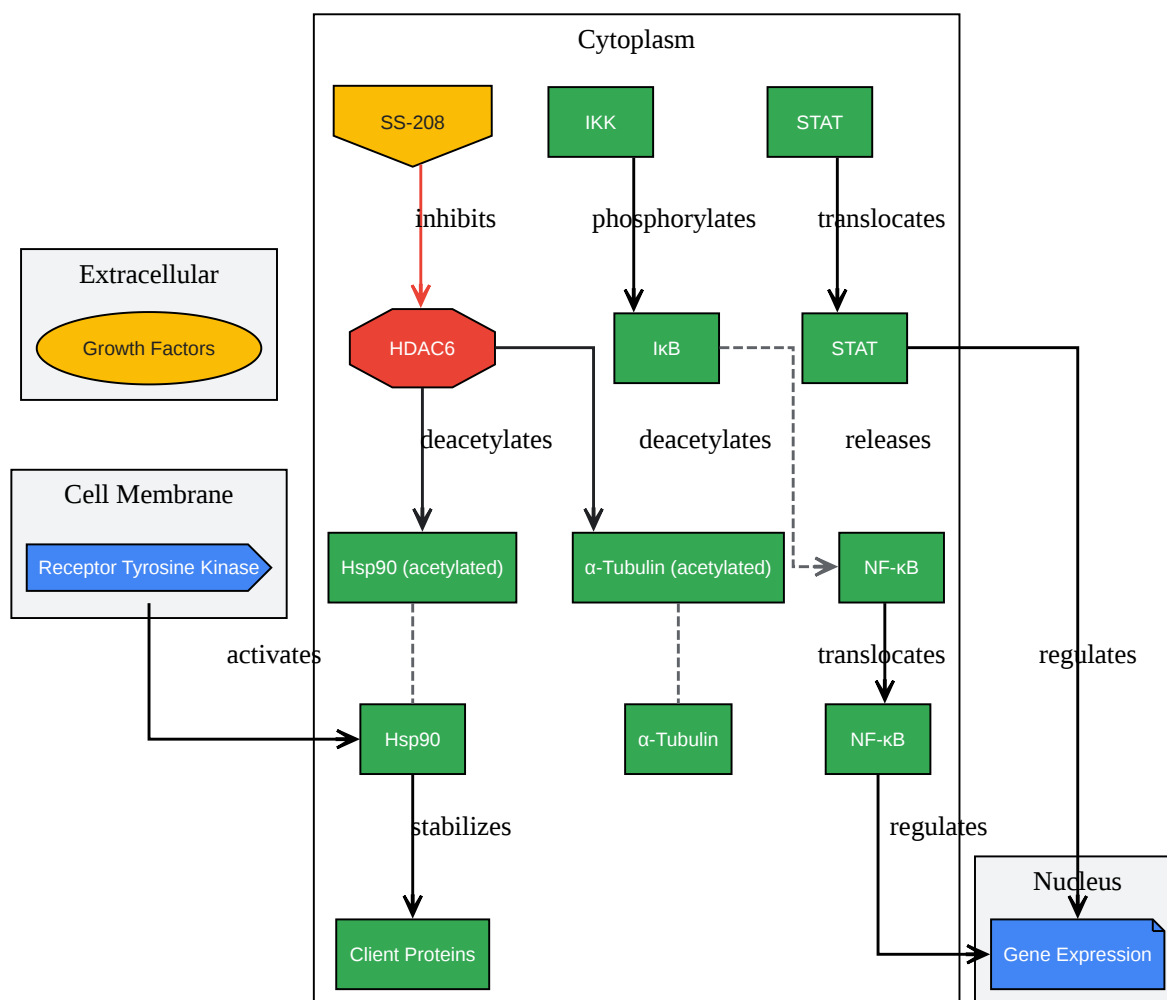 Cytoplasm
SS-208
IKK
STAT
inhibits
phosphorylates
translocates
Extracellular
Growth Factors
HDAC6
IκB
STAT
deacetylates
deacetylates
releases
Cell Membrane
Receptor Tyrosine Kinase
Hsp90 (acetylated)
α-Tubulin (acetylated)
NF-κB
activates
translocates
regulates
Hsp90
α-Tubulin
NF-κB
stabilizes
regulates
Nucleus
Client Proteins
Gene Expression